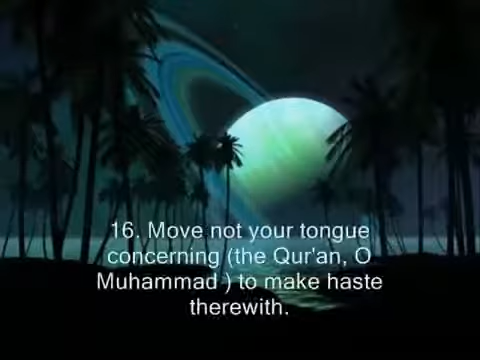 16. Move not your tongue
concerning (the Qur'an, O
Muhammad ) to make haste
therewith.